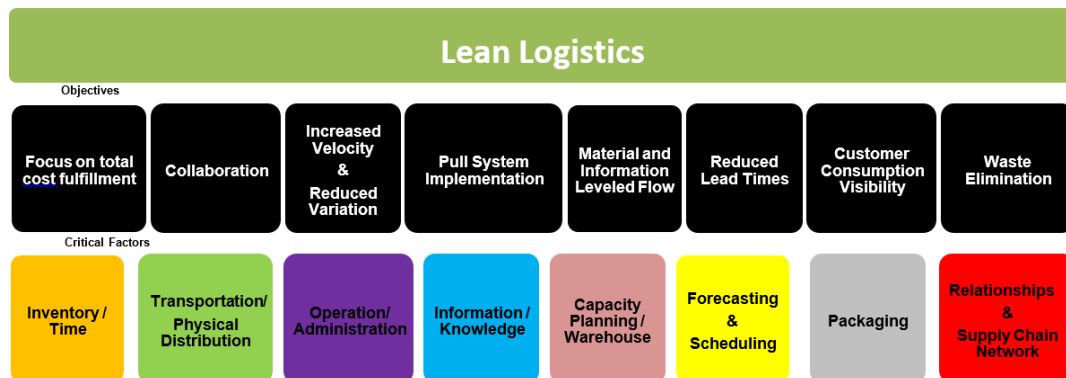 Lean Logistics
Objectives
Focus on total
cost fulfillment
Collaboration
Increased
Velocity
&
Reduced
Variation
Pull System
Implementation
Material and
Information
Leveled Flow
Reduced
Lead Times
Customer
Consumption
Visibility
Waste
Elimination
Critical Factors
Inventory /
Time
Transportation/
Physical
Distribution
Operation/
Administration
Information /
Knowledge
Capacity
Planning /
Warehouse
Forecasting
&
Scheduling
Packaging
Relationships
&
Supply Chain
Network